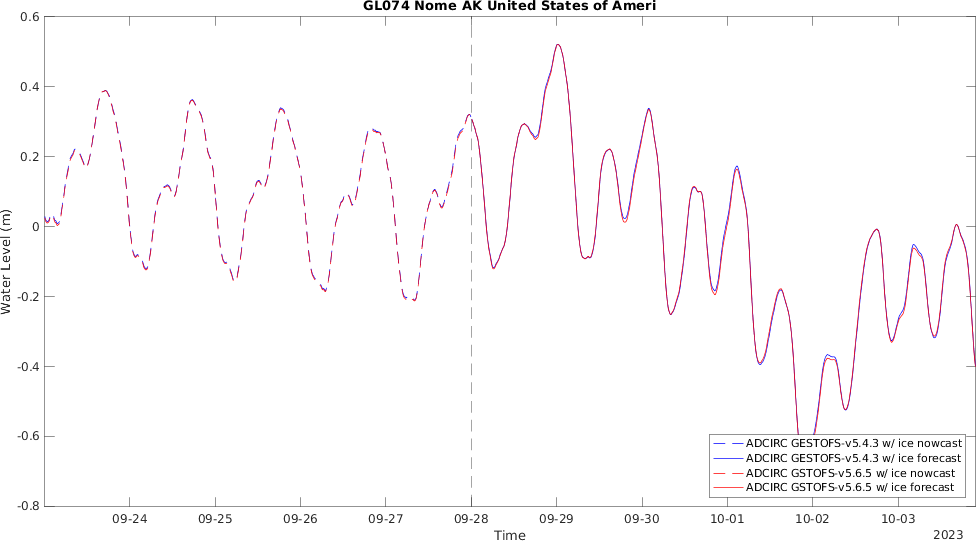 GL074 Nome AK United States of Ameri
0.6
0.4
0.2
0
-0.2
-0.4
-0.6
-0.8
Water Level (m)
ADCIRC GESTOFS-v5.4.3 w/ ice nowcast
ADCIRC GESTOFS-v5.4.3 w/ ice forecast
ADCIRC GSTOFS-v5.6.5 w/ ice nowcast
ADCIRC GSTOFS-v5.6.5 w/ ice forecast
09-24 09-25 09-26 09-27 09-28 09-29 09-30 10-01 10-02 10-03
Time
2023